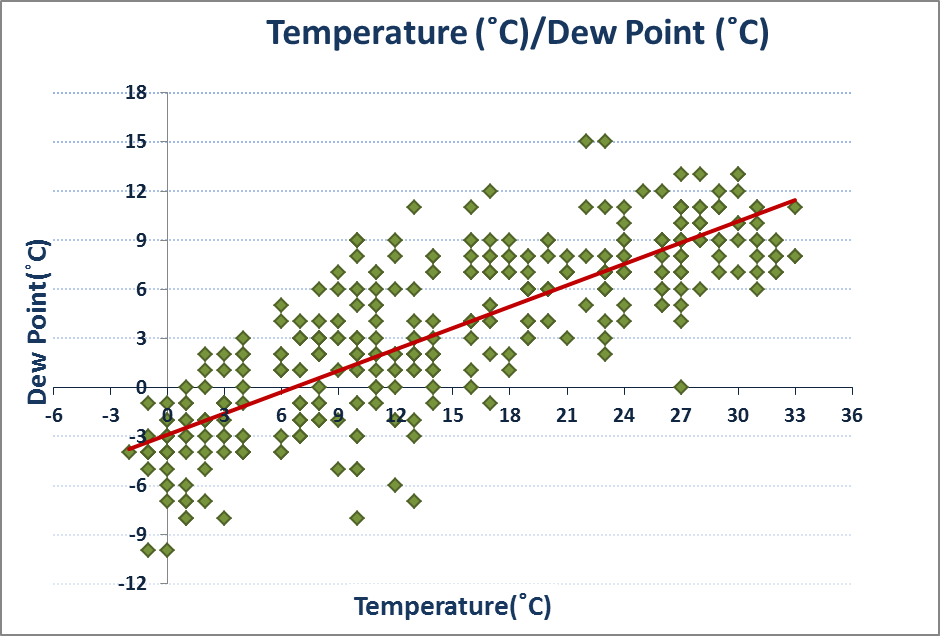 Temperature (˚C)/Dew Point (˚C)
18
15
12
9
6
3
0
-3
-6
-9
-12
-6 -3 0 3 6 9 12 15 18 21 24 27 30 33 36
Dew Point(˚C)
Temperature(˚C)